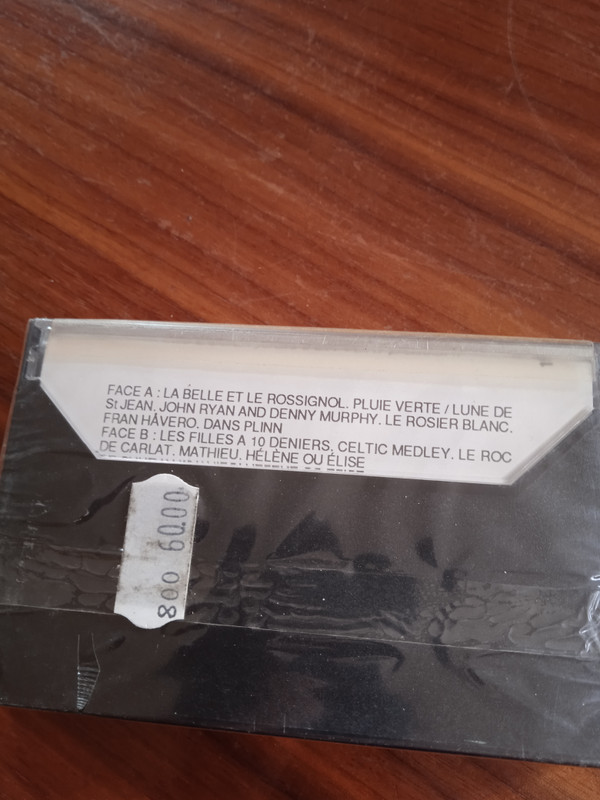 FACE A : LA BELLE ET LE ROSSIGNOL. PLUIE VERTE / LUNE DE
St JEAN. JOHN RYAN AND DENNY MURPHY. LE ROSIER BLANC.
FRAN HÅVERO. DANS PLINN
FACE B : LES FILLES A 10 DENIERS, CELTIC MEDLEY. LE ROC
DE CARLAT. MATHIEU. HÉLÈNE OU ÉLISE
800 60.00